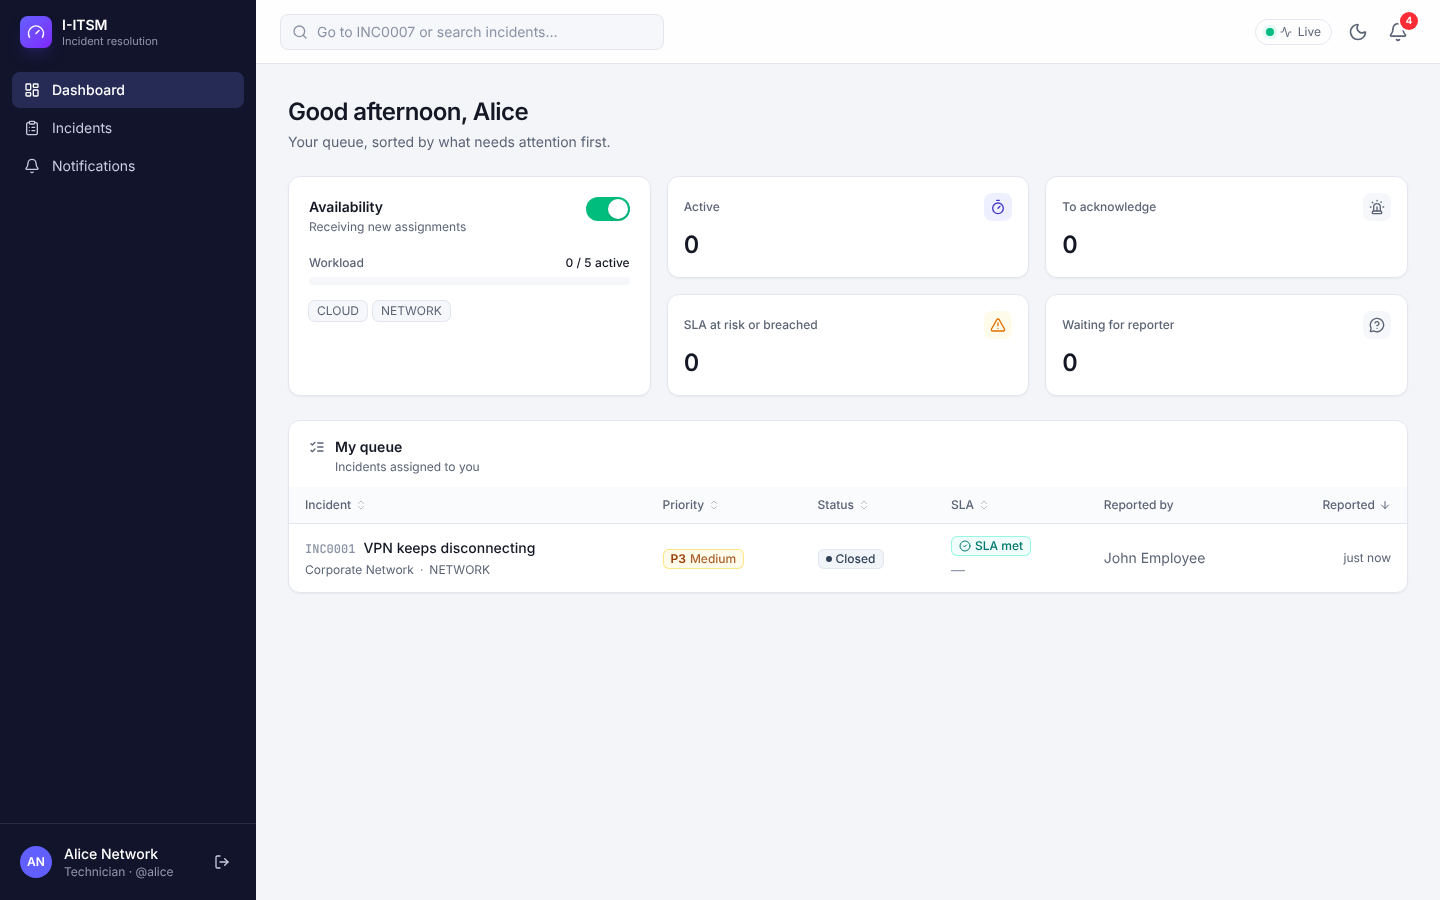 I-ITSM
Incident resolution
Dashboard
Incidents
Notifications
Alice Network
Technician · @alice
AN
Go to INC0007 or search incidents...
Live
4
Good afternoon, Alice
Your queue, sorted by what needs attention first.
Availability
Receiving new assignments
Workload 0 / 5 active
CLOUD NETWORK
Active
0
To acknowledge
0
SLA at risk or breached
0
Waiting for reporter
0
My queue
Incidents assigned to you
Incident Priority Status SLA Reported by Reported
INC0001 VPN keeps disconnecting
Corporate Network · NETWORK
P3 Medium
Closed
SLA met
—
John Employee
just now